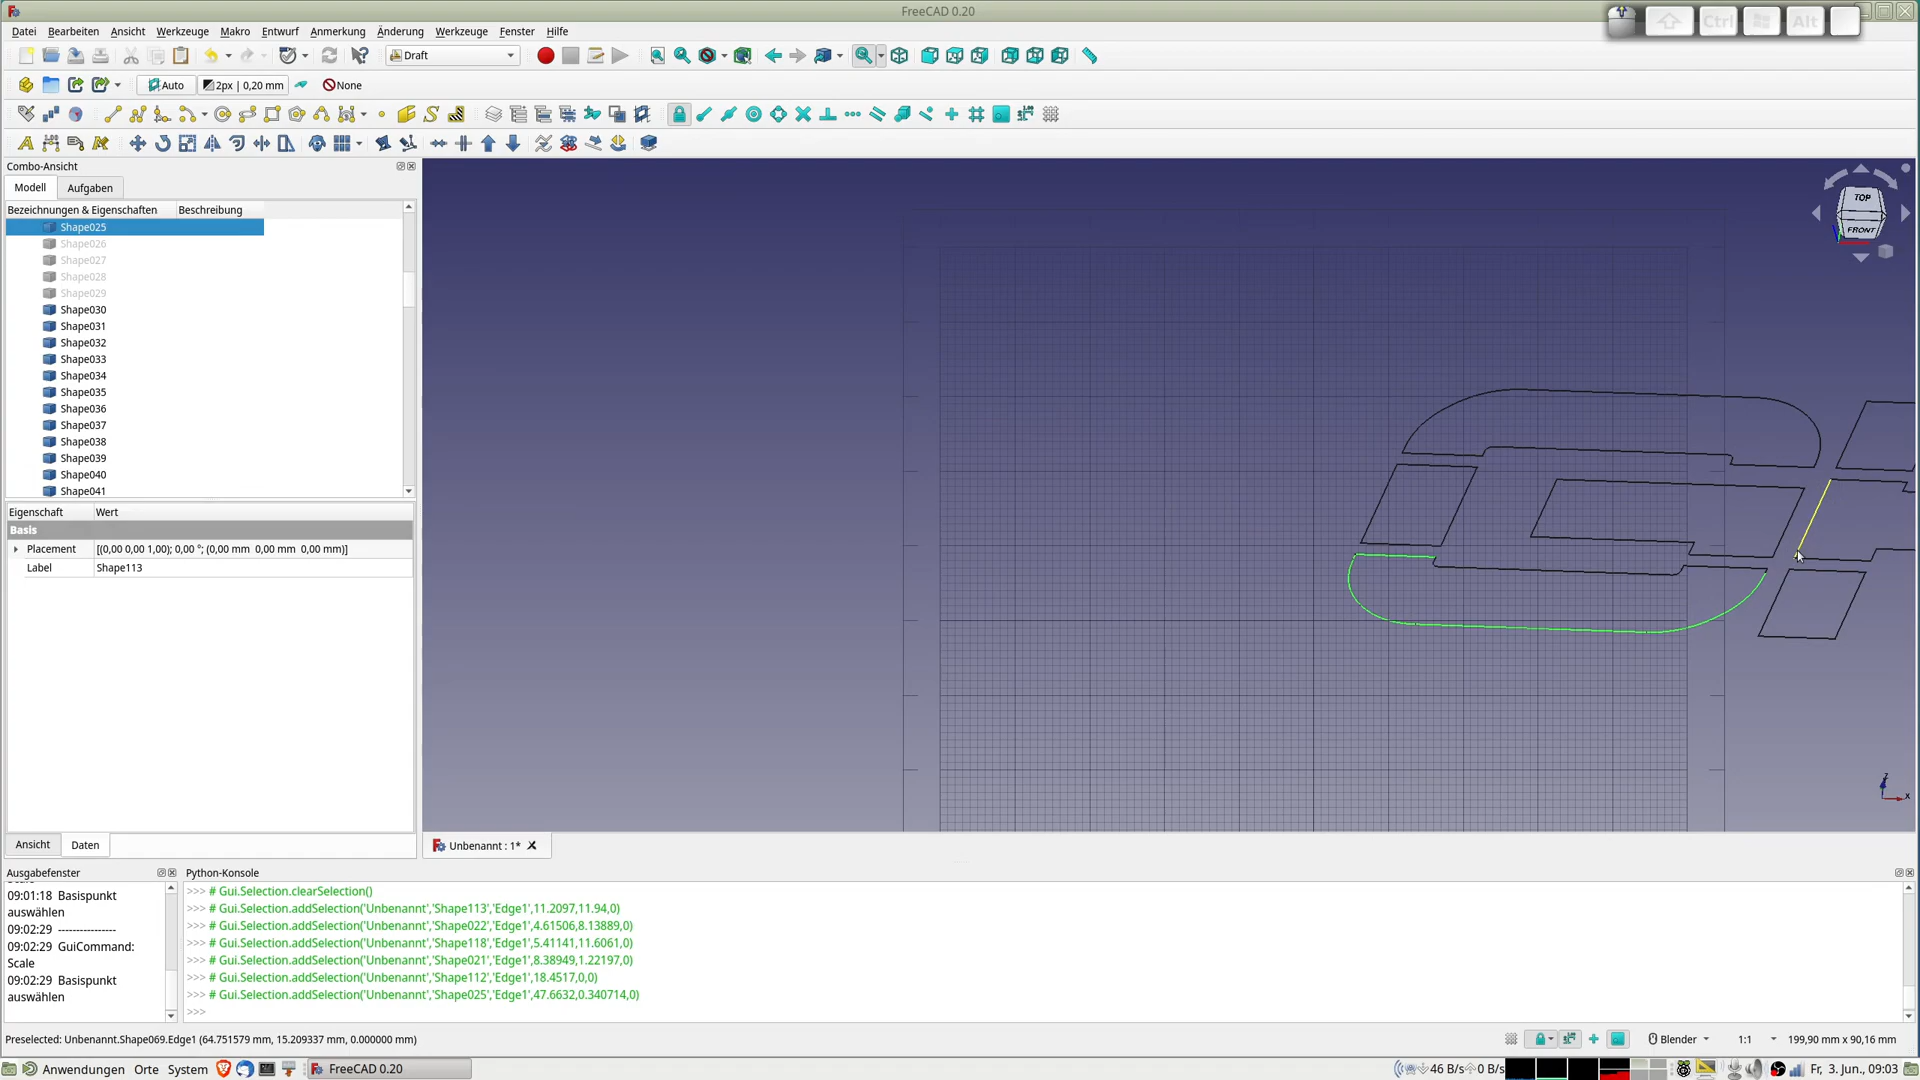 FreeCAD 0.20
Datei Bearbeiten Ansicht Werkzeuge Makro Entwurf Anmerkung Änderung Werkzeuge Fenster Hilfe
Ctrl Alt
Draft
Auto 2px | 0,20 mm None
Combo-Ansicht
Modell Aufgaben
Bezeichnungen & Eigenschaften Beschreibung
Shape025
Shape026
Shape027
Shape028
Shape029
Shape030
Shape031
Shape032
Shape033
Shape034
Shape035
Shape036
Shape037
Shape038
Shape039
Shape040
Shape041
TOP
FRONT
Z
X
Eigenschaft Wert
Basis
Placement [(0,00 0,00 1,00); 0,00 °; (0,00 mm 0,00 mm 0,00 mm)]
Label Shape113
Ansicht Daten
Unbenannt : 1*
Ausgabefenster
09:01:18 Basispunkt
auswählen
09:02:29 ----------------
09:02:29 GuiCommand:
Scale
09:02:29 Basispunkt
auswählen
Python-Konsole
>>> # Gui.Selection.clearSelection()
>>> # Gui.Selection.addSelection('Unbenannt','Shape113','Edge1',11.2097,11.94,0)
>>> # Gui.Selection.addSelection('Unbenannt','Shape022','Edge1',4.61506,8.13889,0)
>>> # Gui.Selection.addSelection('Unbenannt','Shape118','Edge1',5.41141,11.6061,0)
>>> # Gui.Selection.addSelection('Unbenannt','Shape021','Edge1',8.38949,1.22197,0)
>>> # Gui.Selection.addSelection('Unbenannt','Shape112','Edge1',18.4517,0,0)
>>> # Gui.Selection.addSelection('Unbenannt','Shape025','Edge1',47.6632,0.340714,0)
>>>
Preselected: Unbenannt.Shape069.Edge1 (64.751579 mm, 15.209337 mm, 0.000000 mm)
Blender 1:1 199,90 mm x 90,16 mm
Anwendungen Orte System FreeCAD 0.20 46 B/s 0 B/s Fr, 3. Jun., 09:03